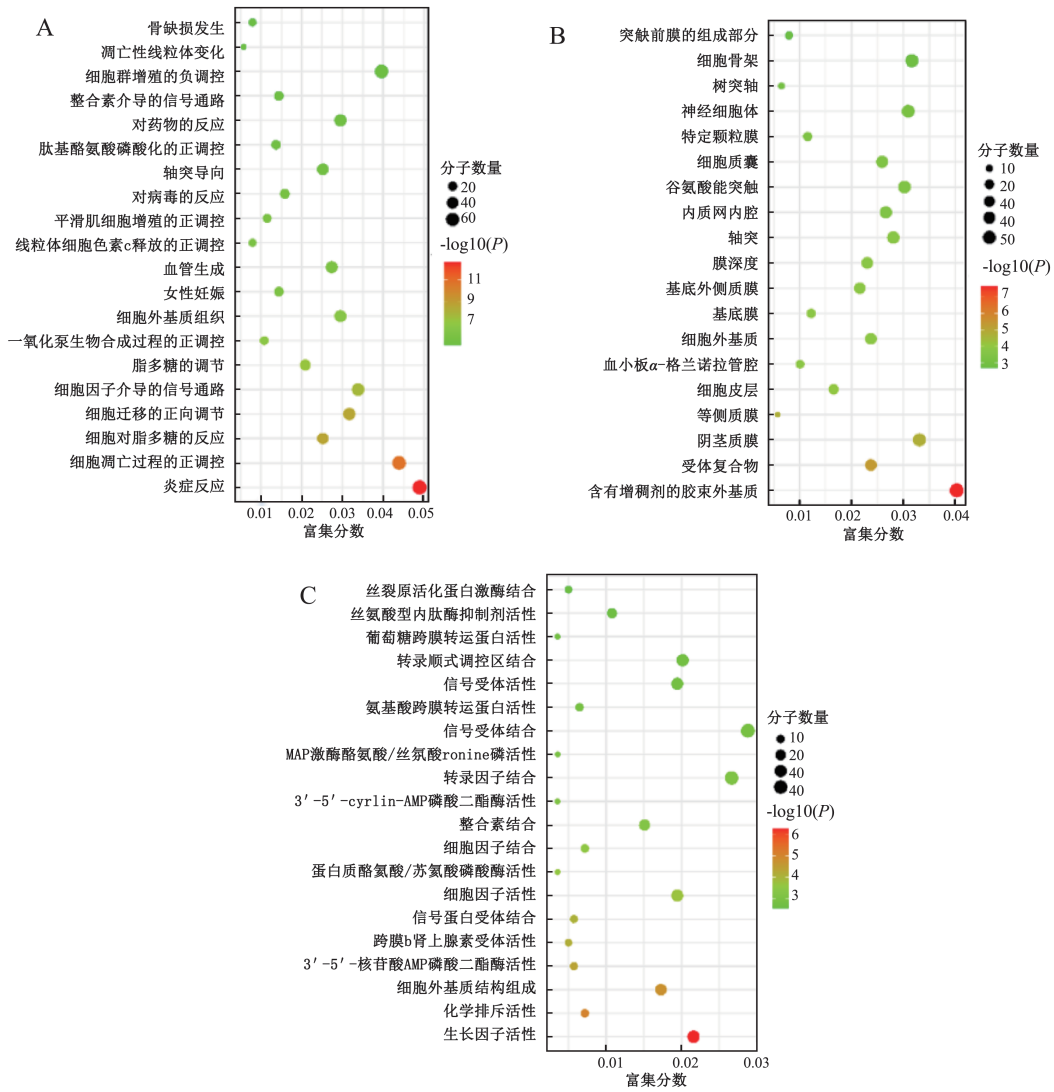 A
骨缺损发生
凋亡性线粒体变化
细胞群增殖的负调控
整合素介导的信号通路
对药物的反应
肽基酪氨酸磷酸化的正调控
轴突导向
对病毒的反应
平滑肌细胞增殖的正调控
线粒体细胞色素c释放的正调控
血管生成
女性妊娠
细胞外基质组织
一氧化泵生物合成过程的正调控
脂多糖的调节
细胞因子介导的信号通路
细胞迁移的正向调节
细胞对脂多糖的反应
细胞凋亡过程的正调控
炎症反应
0.01 0.02 0.03 0.04 0.05
富集分数
分子数量
20
40
60
-log10(P)
11
9
7
B
突触前膜的组成部分
细胞骨架
树突轴
神经细胞体
特定颗粒膜
细胞质囊
谷氨酸能突触
内质网内腔
轴突
膜深度
基底外侧质膜
基底膜
细胞外基质
血小板α-格兰诺拉管腔
细胞皮层
等侧质膜
阴茎质膜
受体复合物
含有增稠剂的胶束外基质
0.01 0.02 0.03 0.04
富集分数
分子数量
10
20
40
40
50
-log10(P)
7
6
5
4
3
C
丝裂原活化蛋白激酶结合
丝氨酸型内肽酶抑制剂活性
葡萄糖跨膜转运蛋白活性
转录顺式调控区结合
信号受体活性
氨基酸跨膜转运蛋白活性
信号受体结合
MAP激酶酪氨酸/丝氛酸ronine磷活性
转录因子结合
3′-5′-cyrlin-AMP磷酸二酯酶活性
整合素结合
细胞因子结合
蛋白质酪氨酸/苏氨酸磷酸酶活性
细胞因子活性
信号蛋白受体结合
跨膜b肾上腺素受体活性
3′-5′-核苷酸AMP磷酸二酯酶活性
细胞外基质结构组成
化学排斥活性
生长因子活性
0.01 0.02 0.03
富集分数
分子数量
10
20
40
40
-log10(P)
6
5
4
3